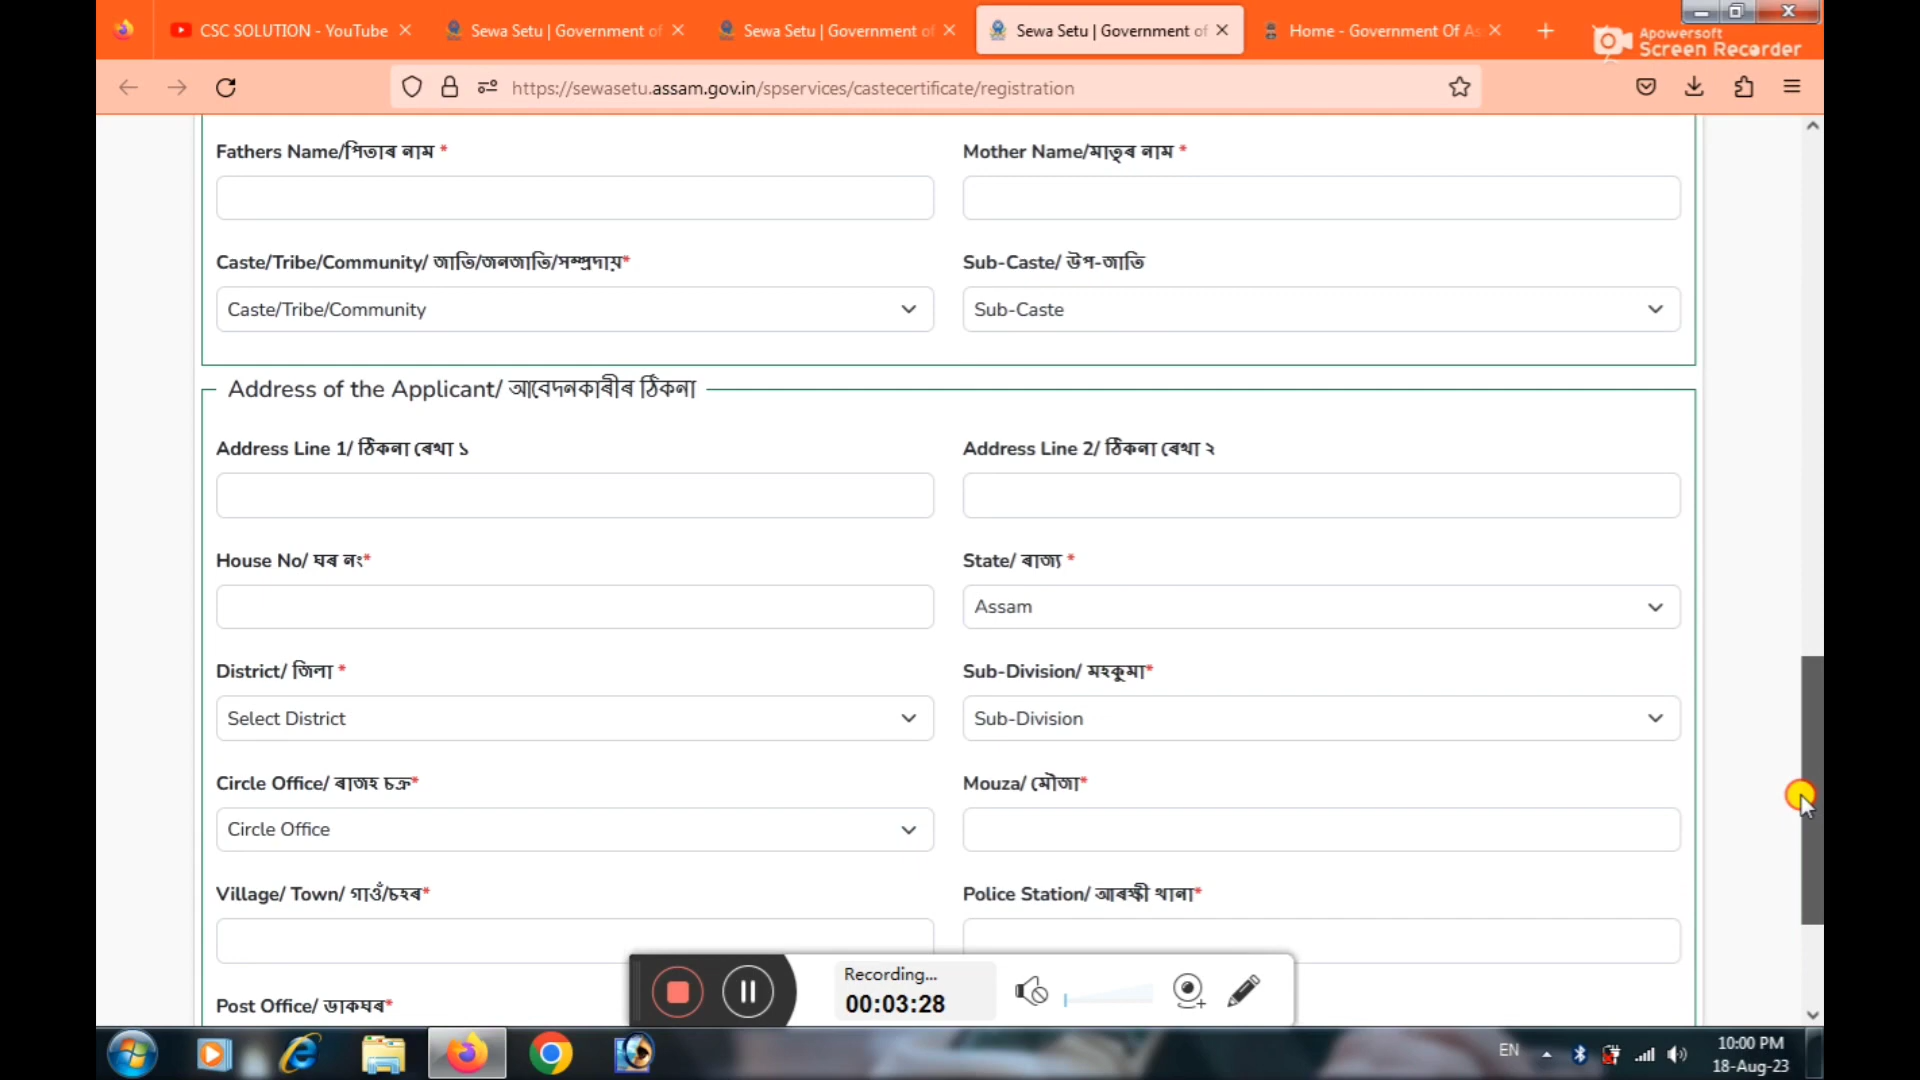 CSC SOLUTION - YouTube
Sewa Setu | Government of
Sewa Setu | Government of
Sewa Setu | Government of
Home - Government Of As
Apowersoft
Screen Recorder
https://sewasetu.assam.gov.in/spservices/castecertificate/registration
Fathers Name/পিতাৰ নাম *
Mother Name/মাতৃৰ নাম *
Caste/Tribe/Community/ জাতি/জনজাতি/সম্প্ৰদায়*
Sub-Caste/ উপ-জাতি
Caste/Tribe/Community
Sub-Caste
Address of the Applicant/ আবেদনকাৰীৰ ঠিকনা
Address Line 1/ ঠিকনা ৰেখা ১
Address Line 2/ ঠিকনা ৰেখা ২
House No/ ঘৰ নং*
State/ ৰাজ্য *
Assam
District/ জিলা *
Sub-Division/ মহকুমা*
Select District
Sub-Division
Circle Office/ ৰাজহ চক্ৰ*
Mouza/ মৌজা*
Circle Office
Village/ Town/ গাওঁ/চহৰ*
Police Station/ আৰক্ষী থানা*
Post Office/ ডাকঘৰ*
Recording...
00:03:28
EN
10:00 PM
18-Aug-23